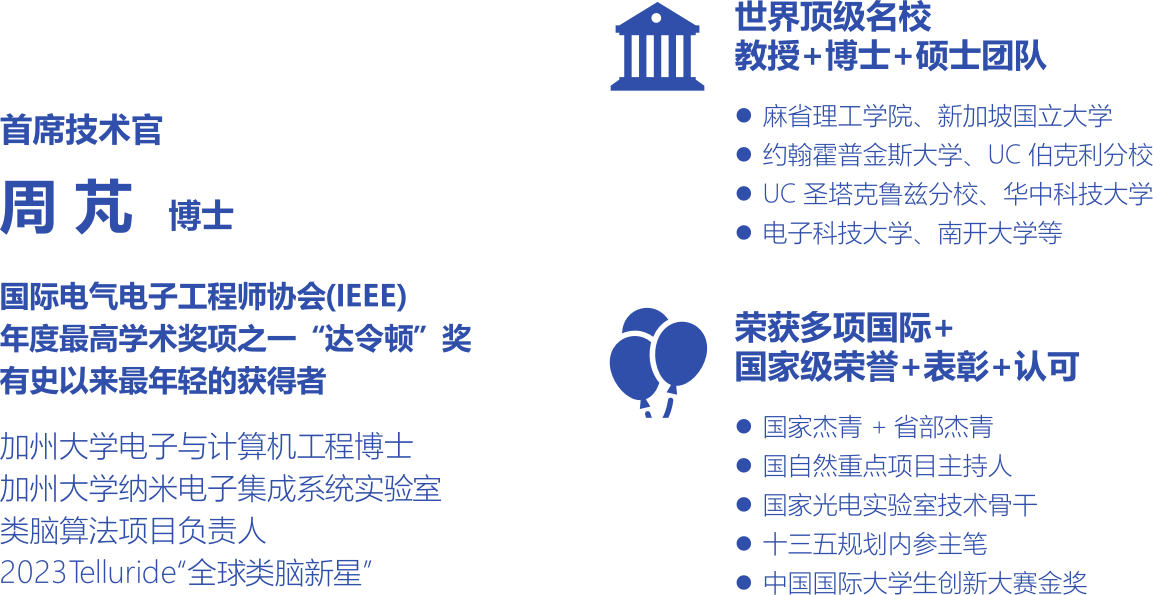 首席技术官
周 芃 博士
国际电气电子工程师协会(IEEE)
年度最高学术奖项之一“达令顿”奖
有史以来最年轻的获得者
加州大学电子与计算机工程博士
加州大学纳米电子集成系统实验室
类脑算法项目负责人
2023Telluride“全球类脑新星”
世界顶级名校
教授+博士+硕士团队
● 麻省理工学院、新加坡国立大学
● 约翰霍普金斯大学、UC 伯克利分校
● UC 圣塔克鲁兹分校、华中科技大学
● 电子科技大学、南开大学等
荣获多项国际+
国家级荣誉+表彰+认可
● 国家杰青 + 省部杰青
● 国自然重点项目主持人
● 国家光电实验室技术骨干
● 十三五规划内参主笔
● 中国国际大学生创新大赛金奖